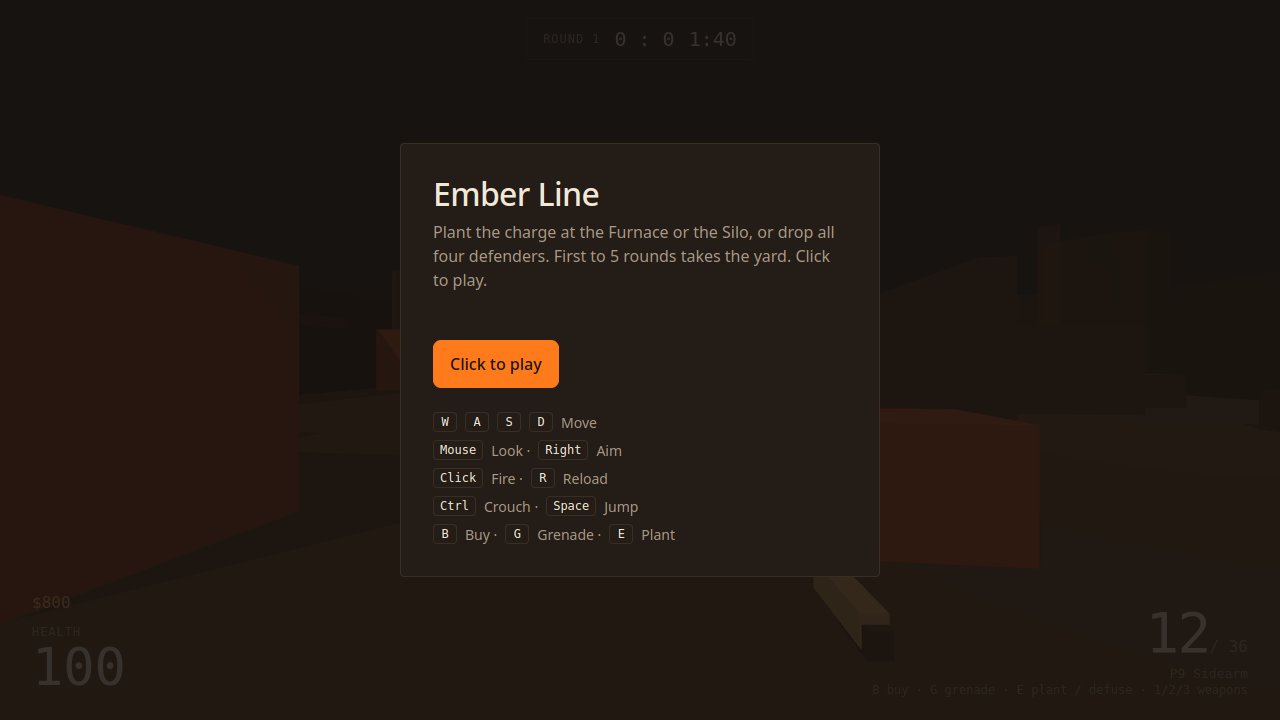 ROUND 1 0 : 0 1:40
Ember Line
Plant the charge at the Furnace or the Silo, or drop all
four defenders. First to 5 rounds takes the yard. Click
to play.
Click to play
W A S D Move
Mouse Look · Right Aim
Click Fire · R Reload
Ctrl Crouch · Space Jump
B Buy · G Grenade · E Plant
$800
HEALTH
100
12 / 36
P9 Sidearm
B buy · G grenade · E plant / defuse · 1/2/3 weapons